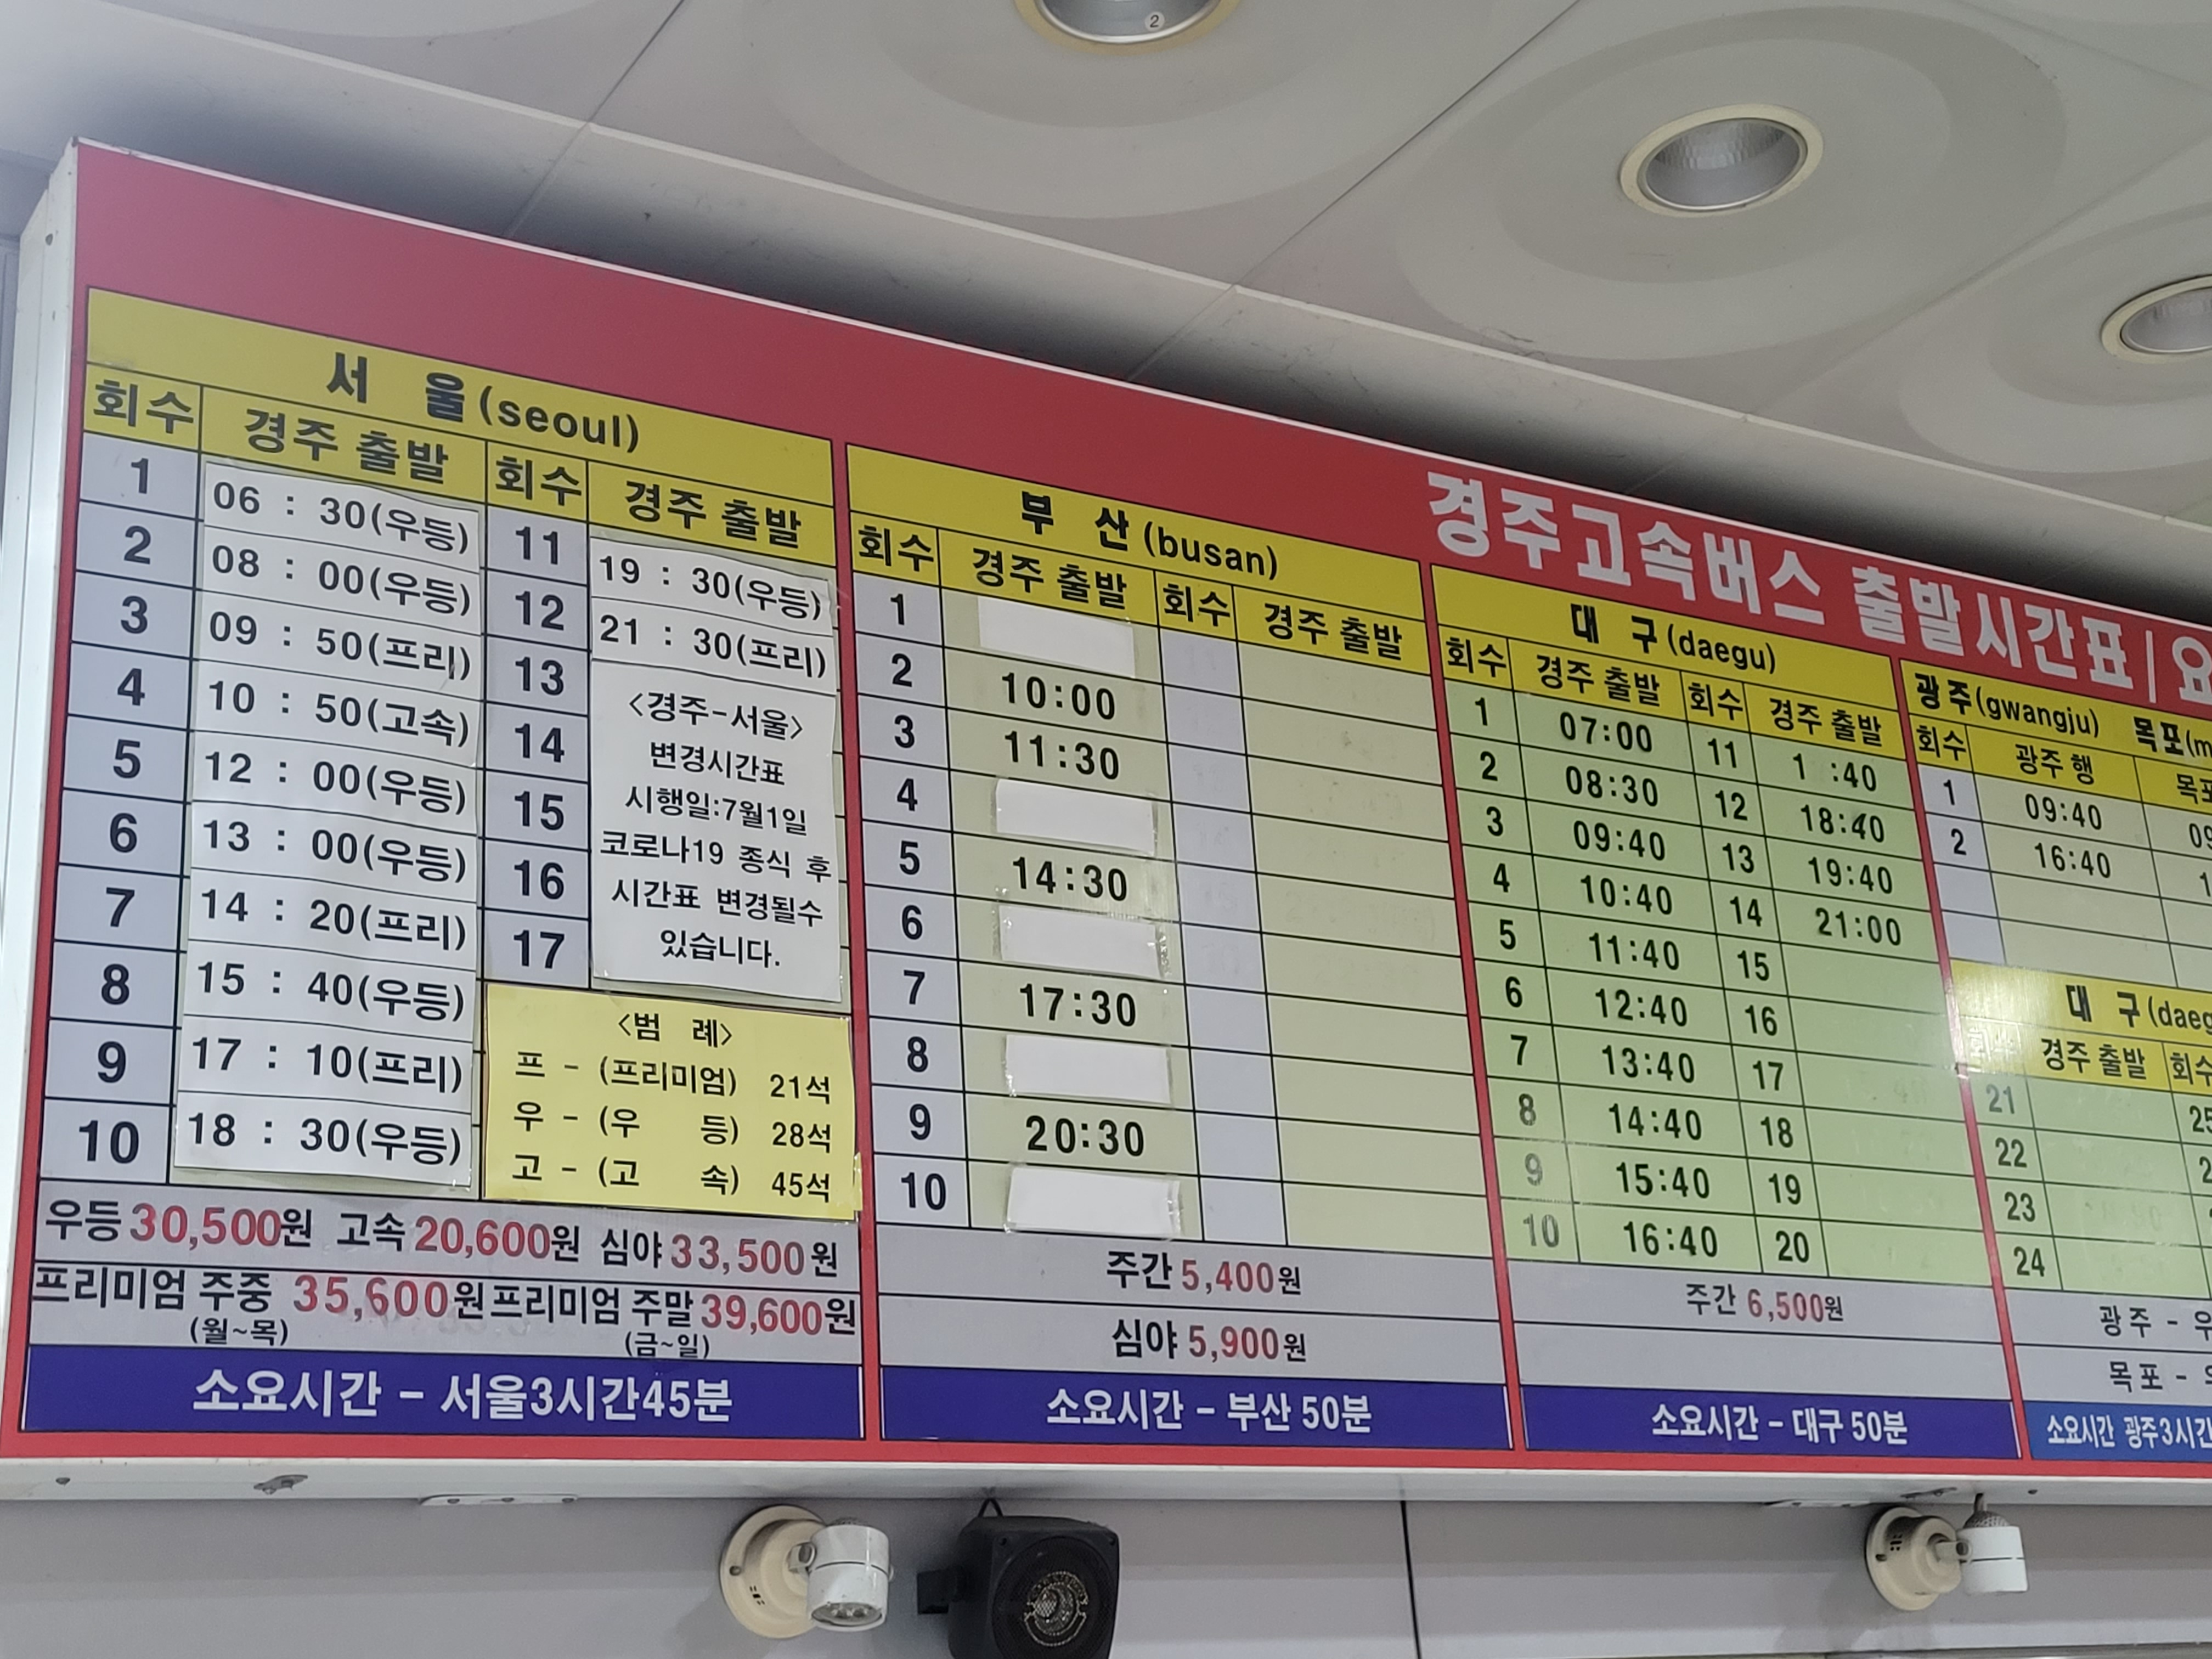 경주고속버스 출발시간표 /
서 울 (seoul)
회수 경주 출발 회수 경주 출발
1 06 : 30(우등) 11 19 : 30(우등)
2 08 : 00(우등) 12 21 : 30(프리)
3 09 : 50(프리) 13
4 10 : 50(고속) 14
5 12 : 00(우등) 15
6 13 : 00(우등) 16
7 14 : 20(프리) 17
8 15 : 40(우등)
9 17 : 10(프리)
10 18 : 30(우등)
<경주-서울>
변경시간표
시행일:7월1일
코로나19 종식 후
시간표 변경될수
있습니다.
<범 례>
프 - (프리미엄) 21석
우 - (우 등) 28석
고 - (고 속) 45석
우등 30,500원 고속 20,600원 심야 33,500원
프리미엄 주중 35,600원 프리미엄 주말 39,600원
(월~목) (금~일)
소요시간 - 서울3시간45분
부 산 (busan)
회수 경주 출발 회수 경주 출발
1
2 10:00
3 11:30
4
5 14:30
6
7 17:30
8
9 20:30
10
주간 5,400원
심야 5,900원
소요시간 - 부산 50분
대 구 (daegu)
회수 경주 출발 회수 경주 출발
1 07:00 11 1 :40
2 08:30 12 18:40
3 09:40 13 19:40
4 10:40 14 21:00
5 11:40 15
6 12:40 16
7 13:40 17
8 14:40 18
9 15:40 19
10 16:40 20
주간 6,500원
소요시간 - 대구 50분
광주(gwangju) 목포
회수 광주 행
1 09:40
2 16:40
대 구
경주 출발
21
22
23
24
광주 -
목포 -
소요시간 광주3시간
2